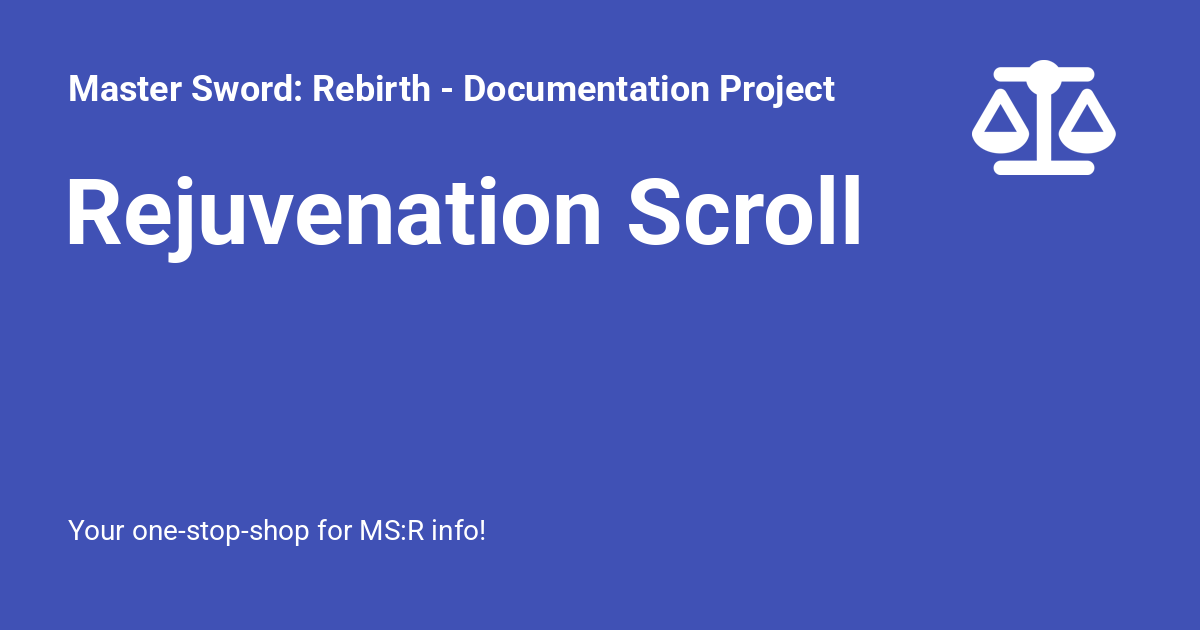 Master Sword: Rebirth - Documentation Project
Rejuvenation Scroll
Your one-stop-shop for MS:R info!